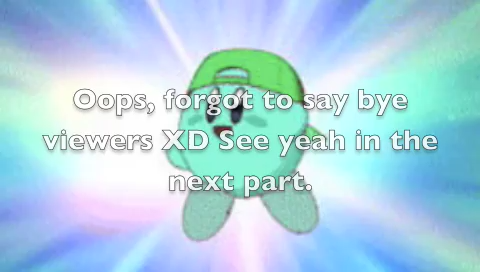 Oops, forgot to say bye
viewers XD See yeah in the
next part.